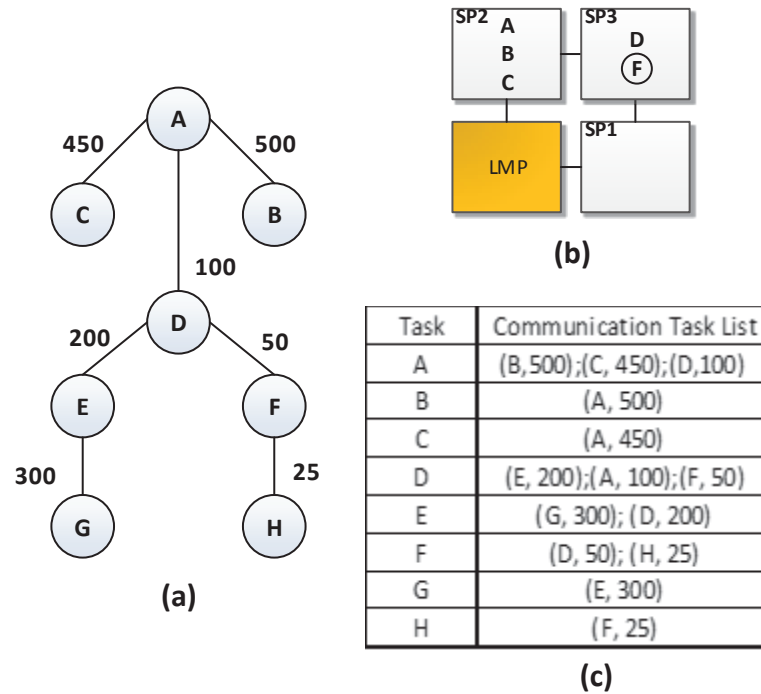 A
450
500
C
B
100
D
200
50
E
F
300
25
G
H
(a)
SP2
A
B
C
SP3
D
F
LMP
SP1
(b)
Task Communication Task List
A (B,500);(C, 450);(D,100)
B (A, 500)
C (A, 450)
D (E, 200);(A, 100);(F, 50)
E (G, 300); (D, 200)
F (D, 50); (H, 25)
G (E, 300)
H (F, 25)
(c)